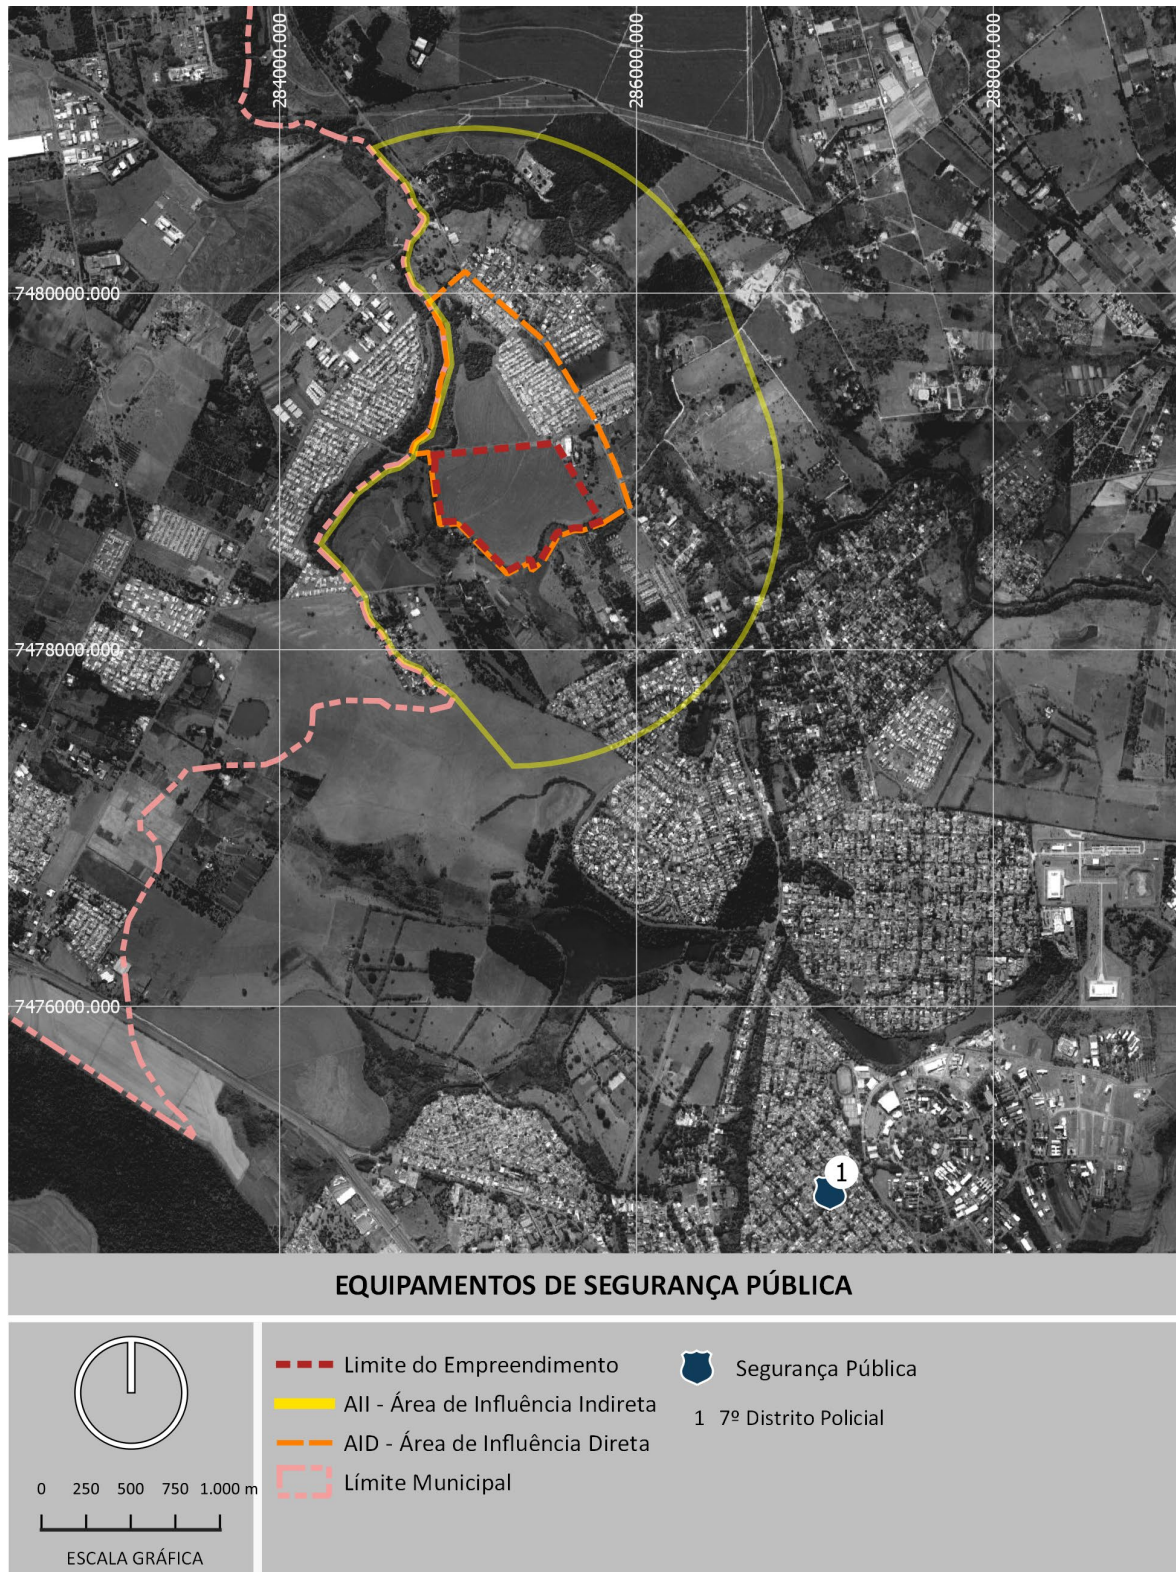 284000.000
286000.000
288000.000
7480000.000
7478000.000
7476000.000
1
EQUIPAMENTOS DE SEGURANÇA PÚBLICA
Limite do Empreendimento
AII - Área de Influência Indireta
AID - Área de Influência Direta
Límite Municipal
Segurança Pública
1 7º Distrito Policial
0 250 500 750 1.000 m
ESCALA GRÁFICA